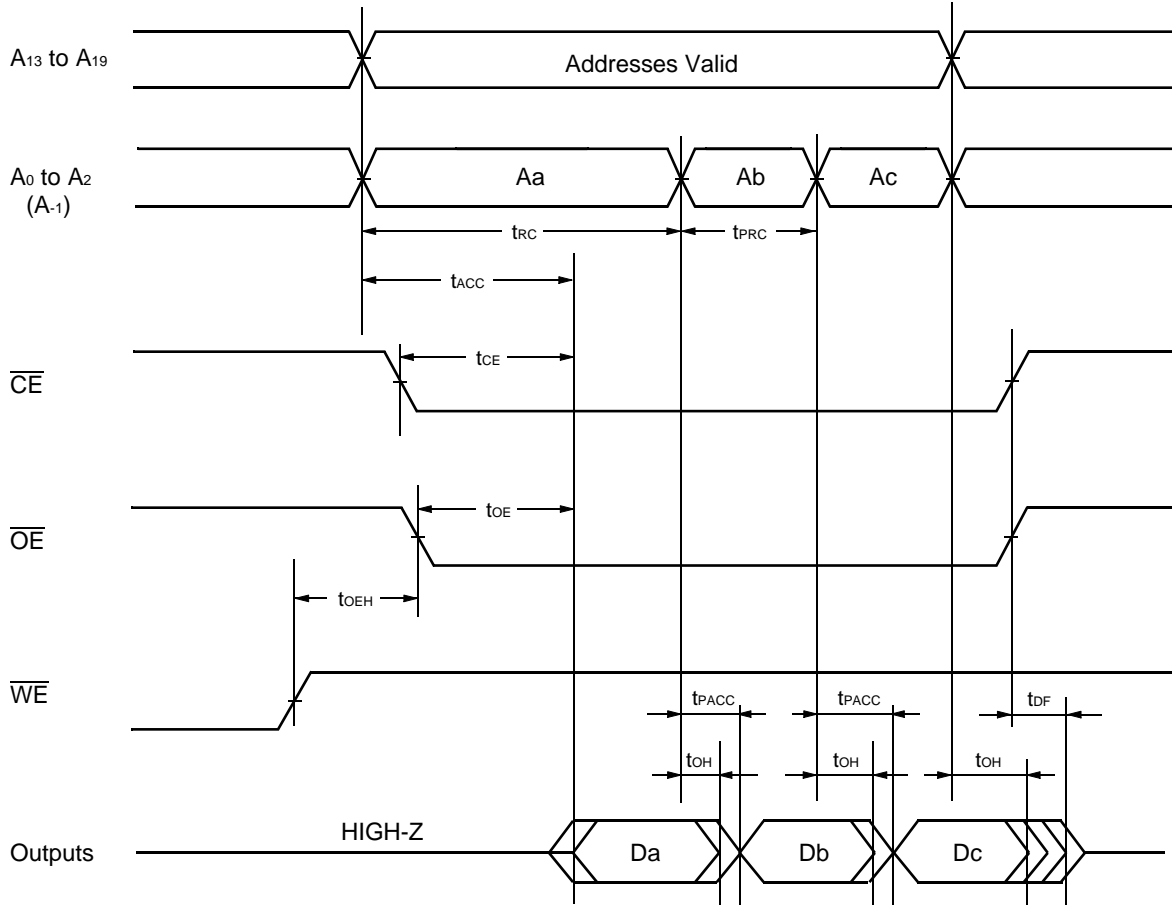 A13 to A19
Addresses Valid
A0 to A2
(A-1)
Aa
Ab
Ac
tRC
tPRC
tACC
tCE
CE
tOE
OE
tOEH
WE
tPACC
tPACC
tDF
tOH
tOH
tOH
HIGH-Z
Outputs
Da
Db
Dc